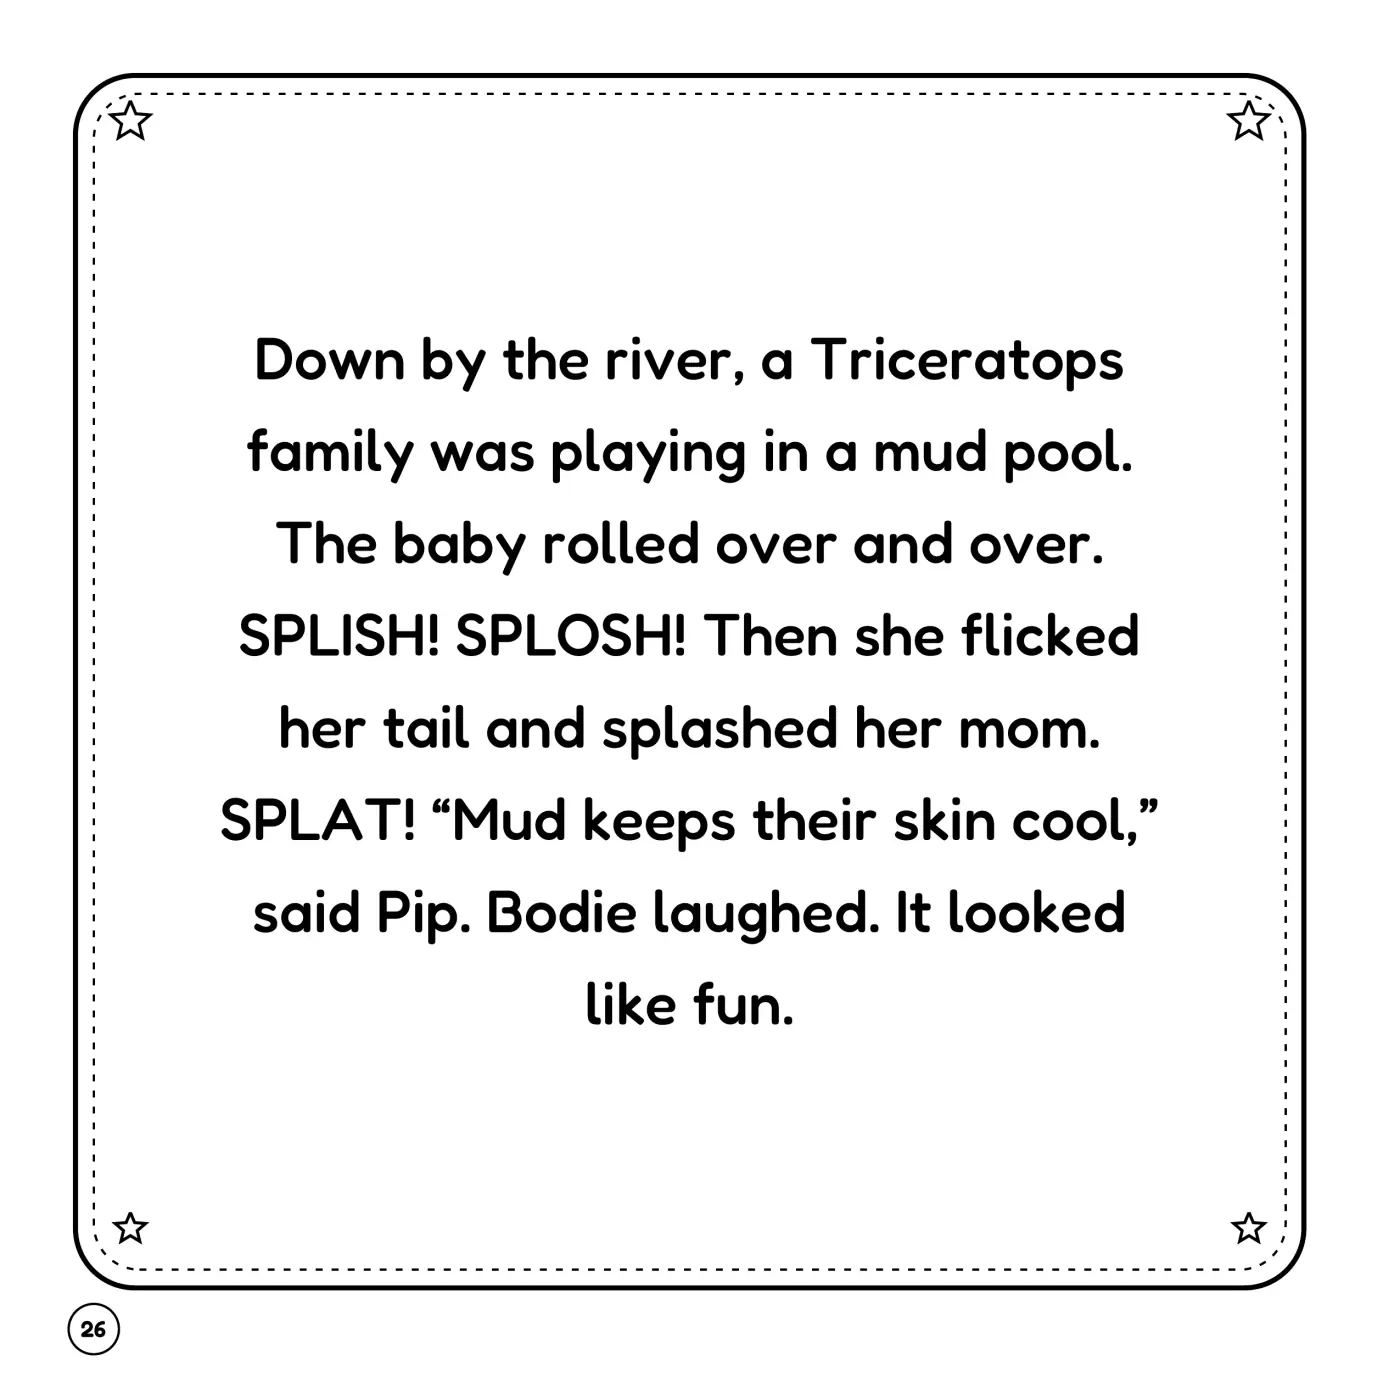 Down by the river, a Triceratops
family was playing in a mud pool.
The baby rolled over and over.
SPLISH! SPLOSH! Then she flicked
her tail and splashed her mom.
SPLAT! “Mud keeps their skin cool,”
said Pip. Bodie laughed. It looked
like fun.
26